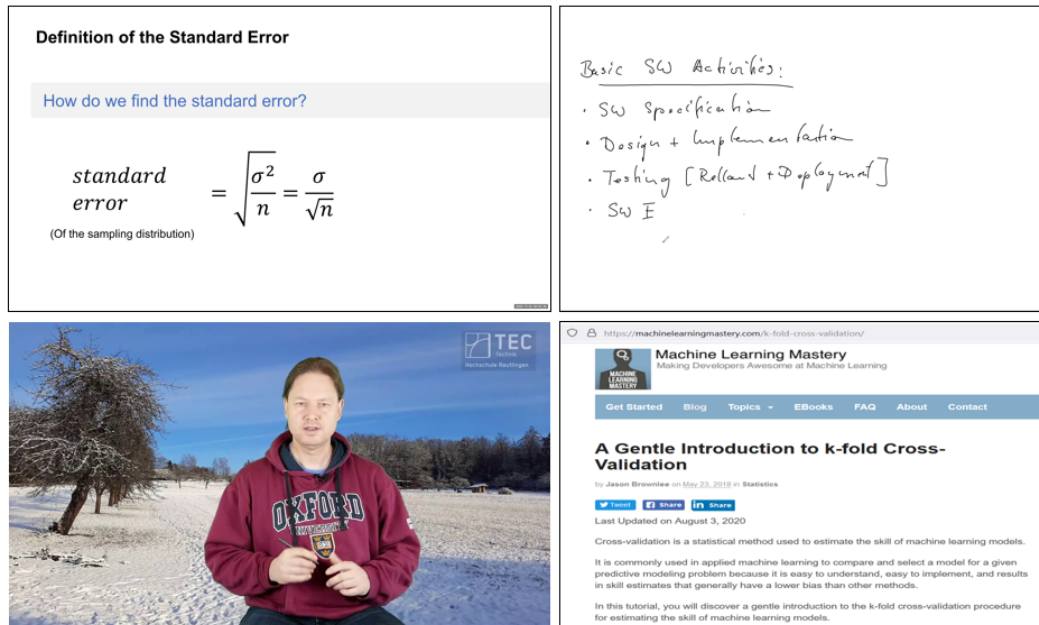 Definition of the Standard Error
How do we find the standard error?
standard
error
= √(σ²/n) = σ/√n
(Of the sampling distribution)
Basic SW Activities:
· SW Specification
· Design + Implementation
· Testing [Rollout + Deployment]
· SW E
TEC
Technik
Hochschule Reutlingen
OXFORD
UNIVERSITY
https://machinelearningmastery.com/k-fold-cross-validation/
MACHINE
LEARNING
MASTERY
Machine Learning Mastery
Making Developers Awesome at Machine Learning
Get Started Blog Topics EBooks FAQ About Contact
A Gentle Introduction to k-fold Cross-
Validation
by Jason Brownlee on May 23, 2018 in Statistics
Tweet Share Share
Last Updated on August 3, 2020
Cross-validation is a statistical method used to estimate the skill of machine learning models.
It is commonly used in applied machine learning to compare and select a model for a given
predictive modeling problem because it is easy to understand, easy to implement, and results
in skill estimates that generally have a lower bias than other methods.
In this tutorial, you will discover a gentle introduction to the k-fold cross-validation procedure
for estimating the skill of machine learning models.